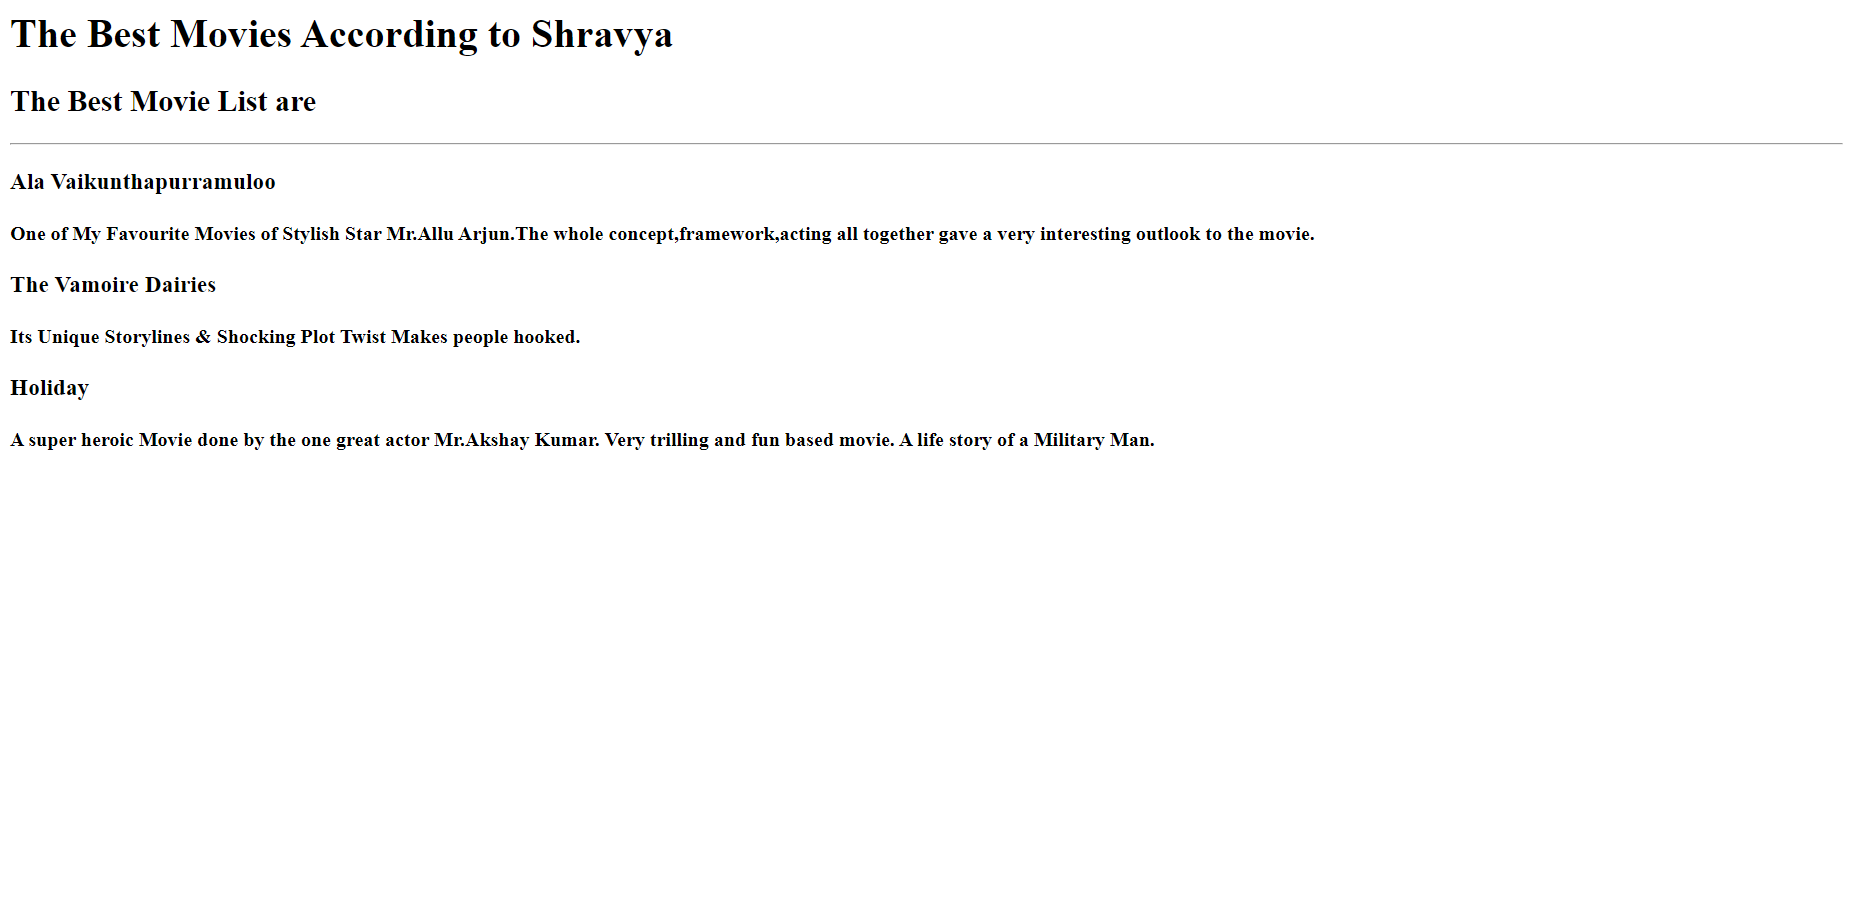 The Best Movies According to Shravya
The Best Movie List are
Ala Vaikunthapurramuloo
One of My Favourite Movies of Stylish Star Mr.Allu Arjun.The whole concept,framework,acting all together gave a very interesting outlook to the movie.
The Vamoire Dairies
Its Unique Storylines & Shocking Plot Twist Makes people hooked.
Holiday
A super heroic Movie done by the one great actor Mr.Akshay Kumar. Very trilling and fun based movie. A life story of a Military Man.